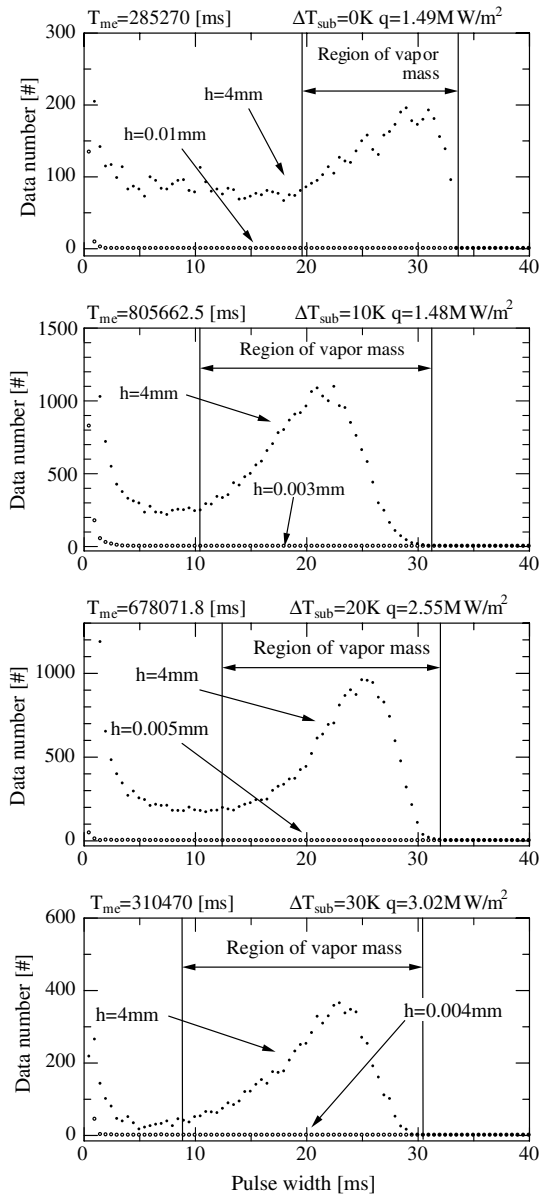 T_me=285270 [ms] ΔT_sub=0K q=1.49MW/m²
300
200
100
0
Data number [#]
Region of vapor
mass
h=4mm
h=0.01mm
0 10 20 30 40
T_me=805662.5 [ms] ΔT_sub=10K q=1.48MW/m²
1500
1000
500
0
Data number [#]
Region of vapor mass
h=4mm
h=0.003mm
0 10 20 30 40
T_me=678071.8 [ms] ΔT_sub=20K q=2.55MW/m²
1000
500
0
Data number [#]
Region of vapor mass
h=4mm
h=0.005mm
0 10 20 30 40
T_me=310470 [ms] ΔT_sub=30K q=3.02MW/m²
600
400
200
0
Data number [#]
Region of vapor mass
h=4mm
h=0.004mm
0 10 20 30 40
Pulse width [ms]